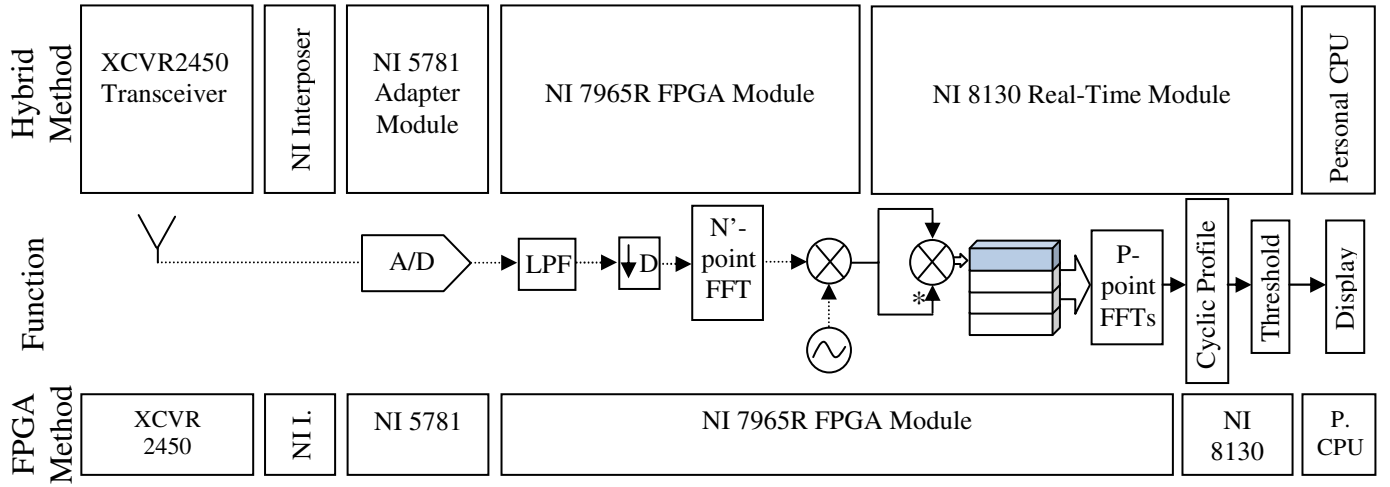 Hybrid
Method
XCVR2450
Transceiver
NI Interposer
NI 5781
Adapter
Module
NI 7965R FPGA Module
NI 8130 Real-Time Module
Personal CPU
Function
A/D
LPF
D
N'-
point
FFT
*
P-
point
FFTs
Cyclic Profile
Threshold
Display
FPGA
Method
XCVR
2450
NI I.
NI 5781
NI 7965R FPGA Module
NI
8130
P.
CPU